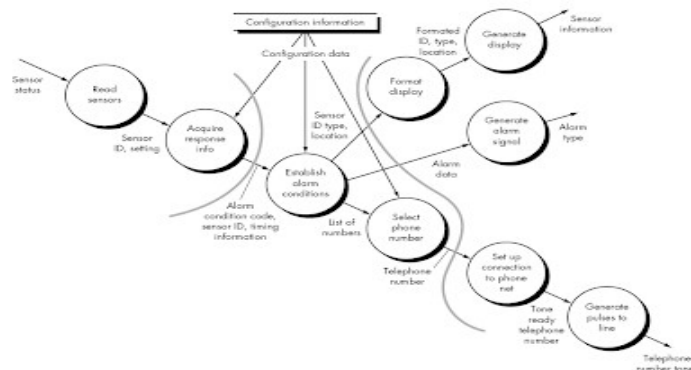 Configuration information
Configuration data
Sensor
status
Read
sensors
Sensor
ID, setting
Acquire
response
info
Alarm
condition code,
sensor ID, timing
information
Establish
alarm
conditions
Sensor
ID type,
location
Format
display
Formated
ID, type,
location
Generate
display
Sensor
information
Generate
alarm
signal
Alarm
type
Alarm
data
List of
numbers
Select
phone
number
Telephone
number
Set up
connection
to phone
net
Tone
ready
telephone
number
Generate
pulses to
line
Telephone
number tone